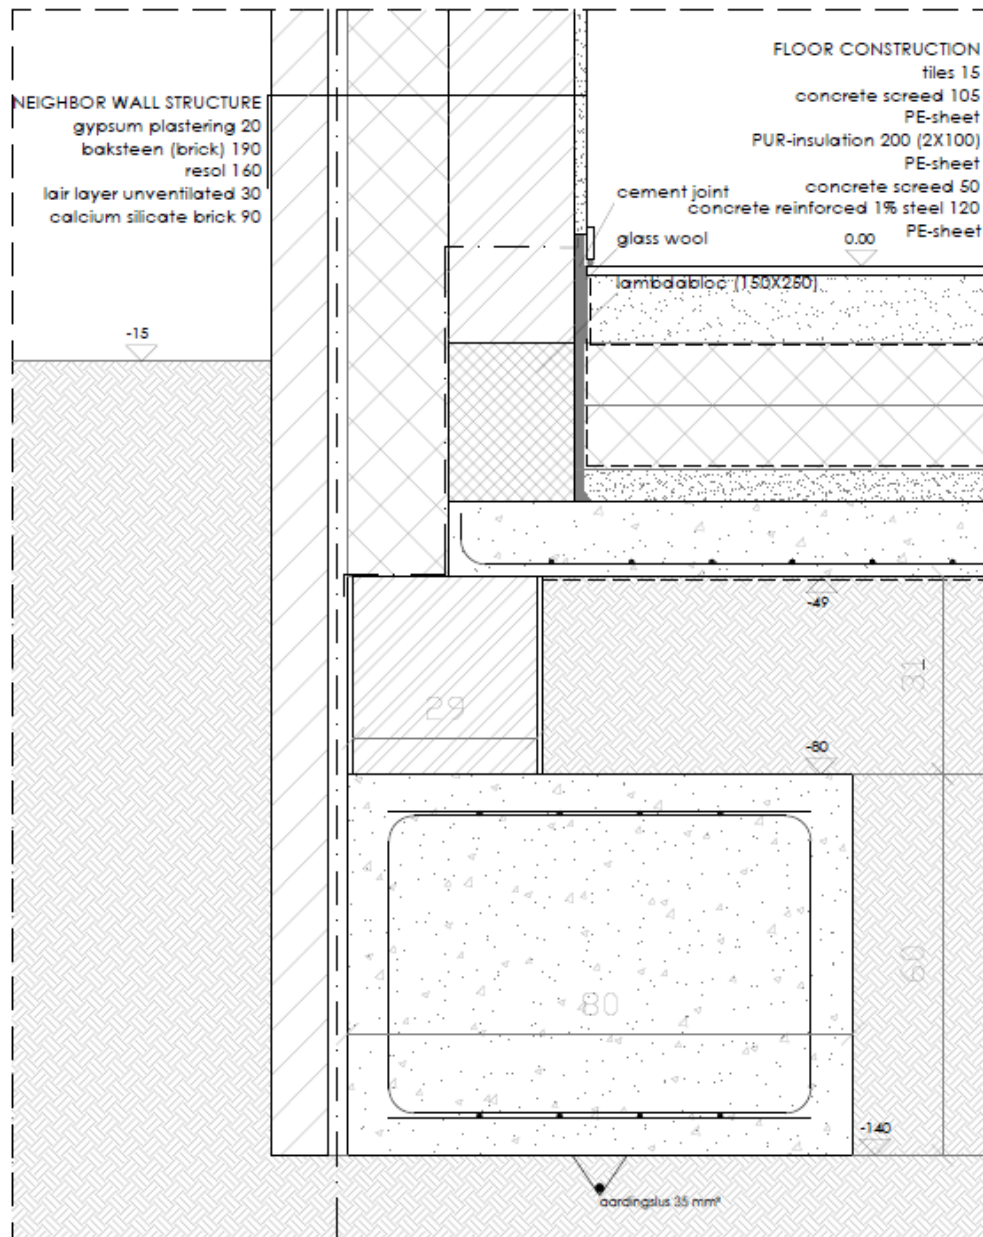 FLOOR CONSTRUCTION
tiles 15
concrete screed 105
PE-sheet
PUR-insulation 200 (2X100)
PE-sheet
concrete screed 50
concrete reinforced 1% steel 120
PE-sheet
NEIGHBOR WALL STRUCTURE
gypsum plastering 20
baksteen (brick) 190
resol 160
lair layer unventilated 30
calcium silicate brick 90
cement joint
glass wool
lambdabloc (150X250)
0.00
-15
-49
31
29
-80
60
80
-140
aardingslus 35 mm²